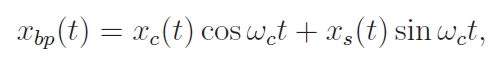 x_{bp}(t) = x_c(t) cos ω_c t + x_s(t) sin ω_c t,